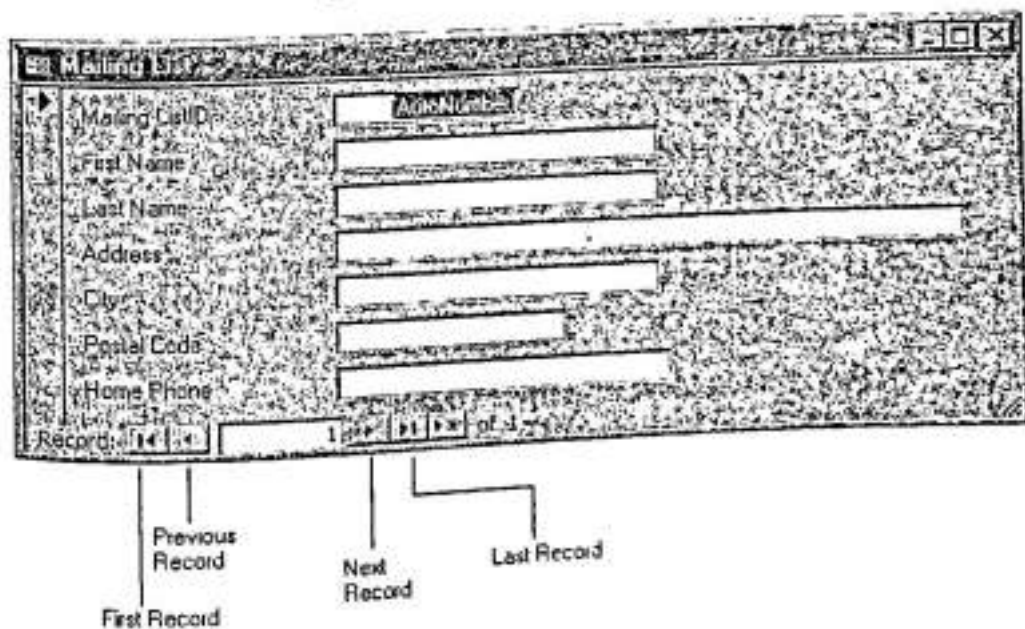 Mailing List
Mailing ListID
AutoNumber
First Name
Last Name
Address
City
Postal Code
Home Phone
Record: 1 of 1
Previous
Record
Next
Record
Last Record
First Record